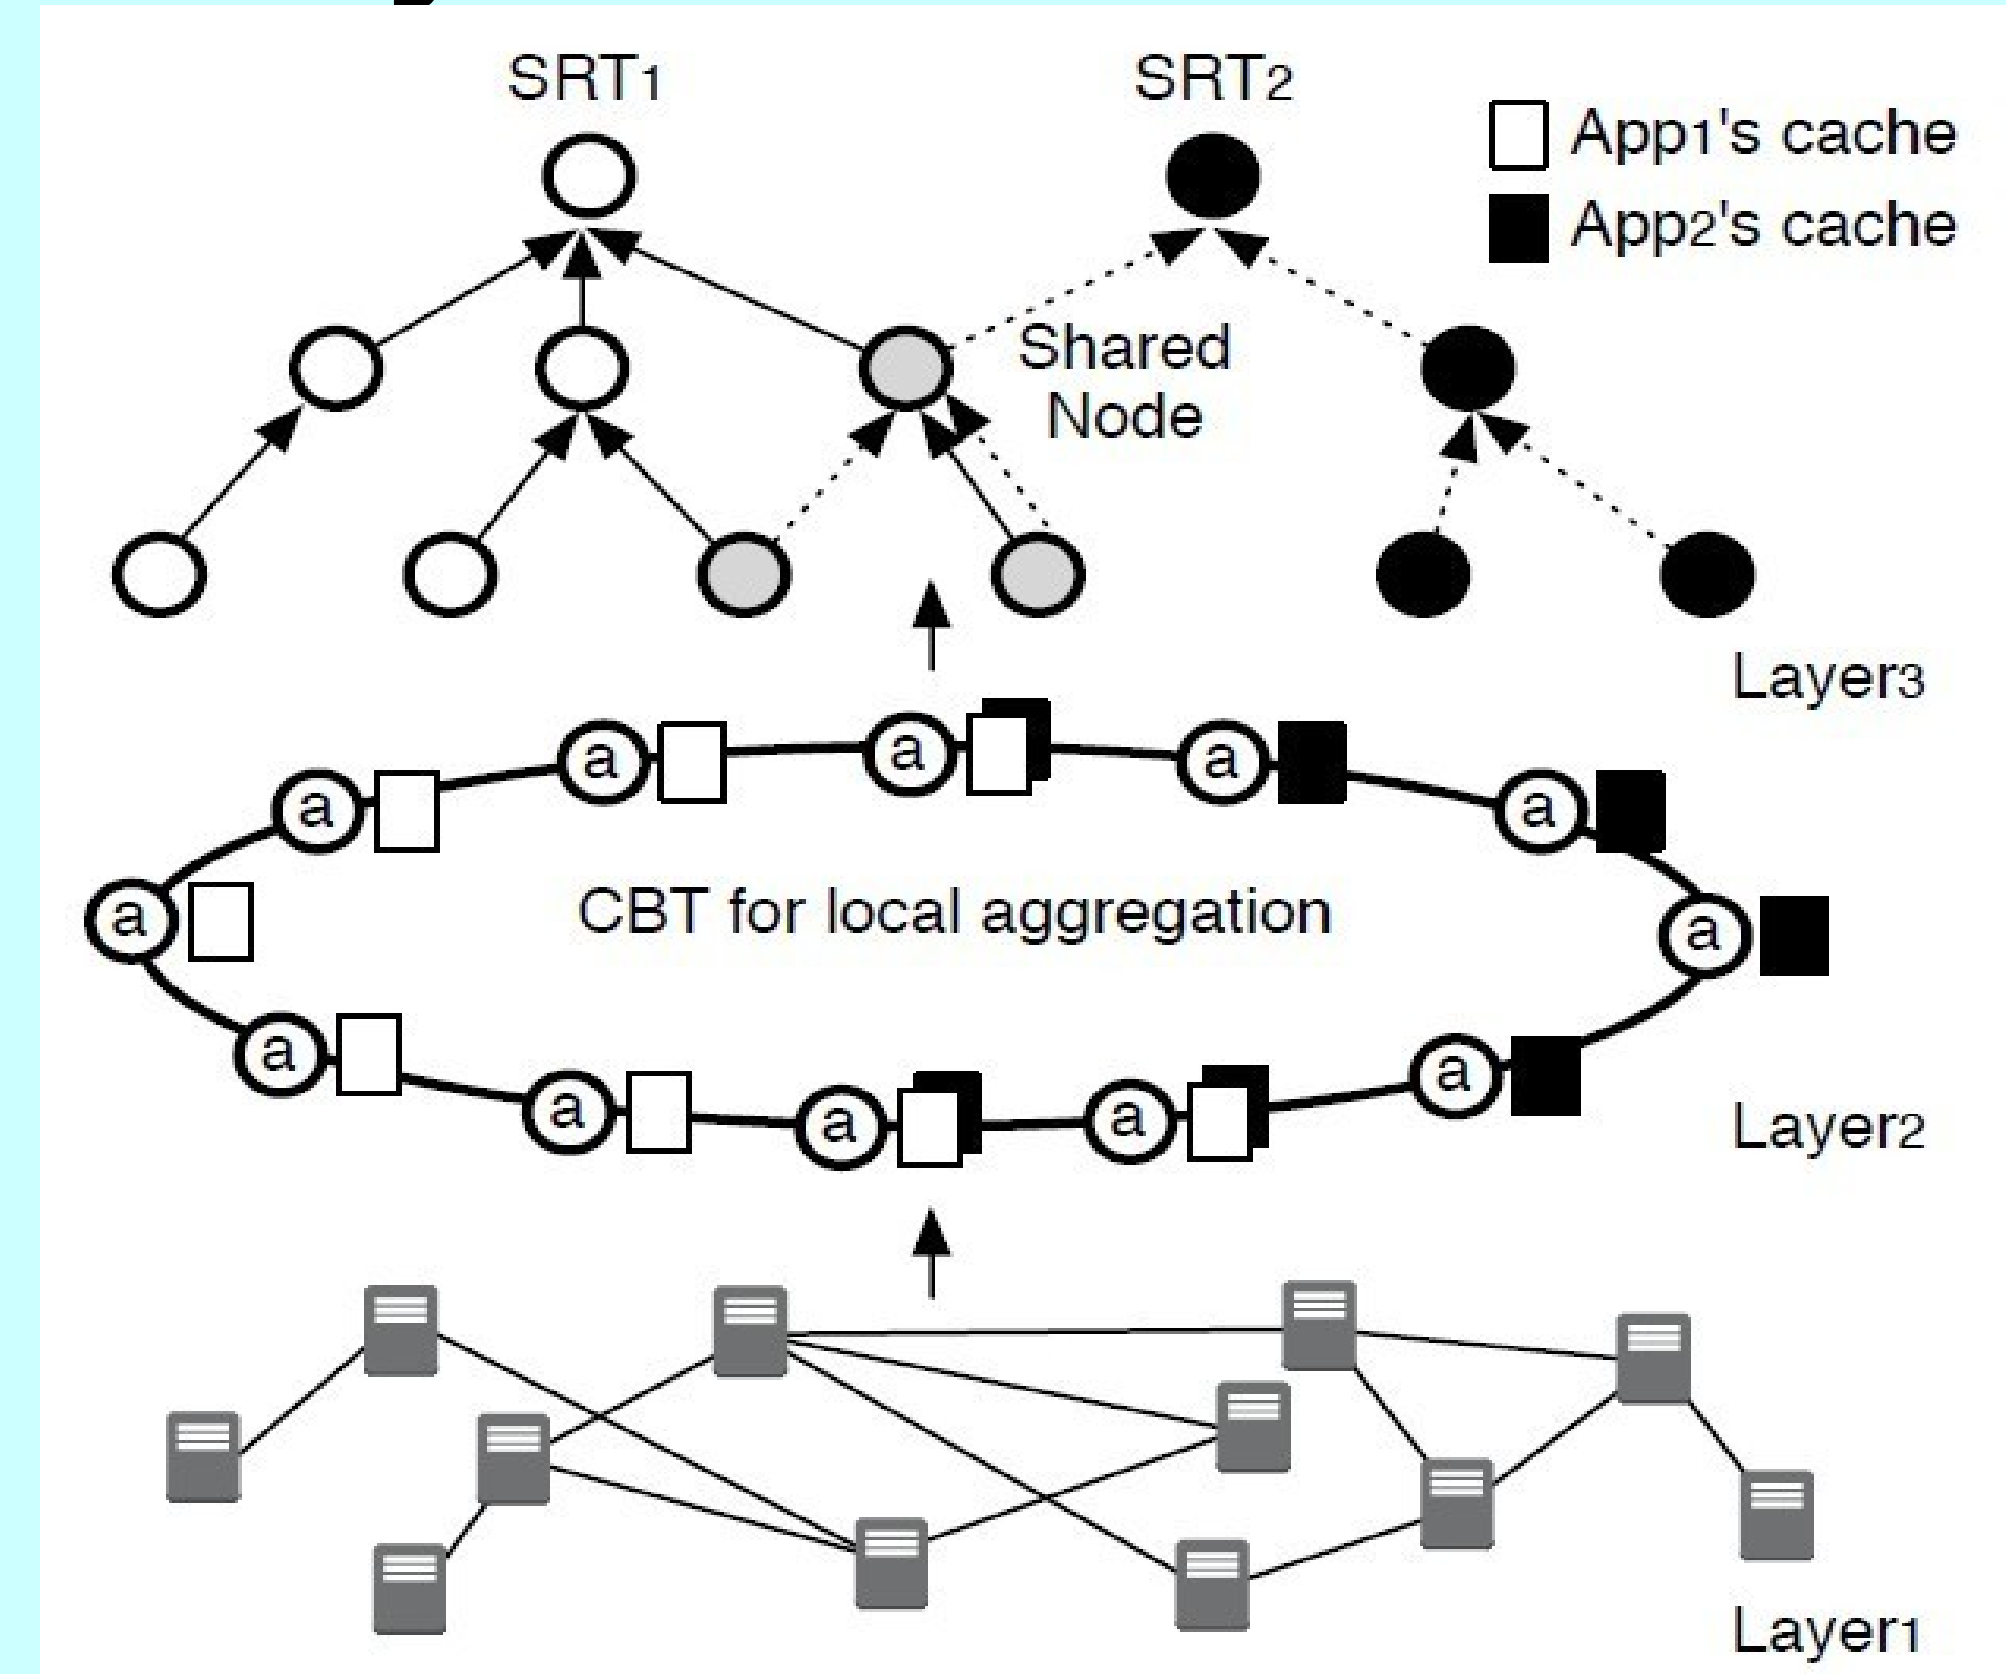 SRT1
SRT2
App1's cache
App2's cache
Shared
Node
Layer3
a
a
a
a
a
a
CBT for local aggregation
a
a
a
a
a
a
a
Layer2
Layer1